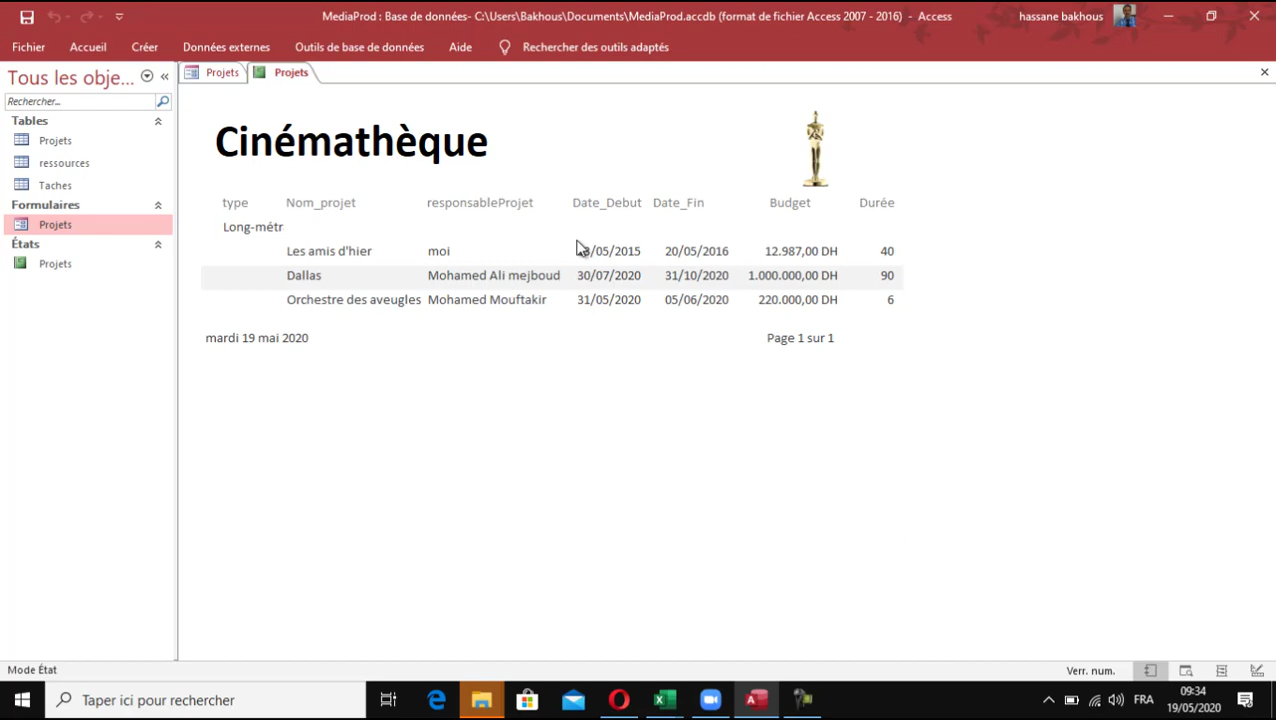 MediaProd : Base de données- C:\Users\Bakhous\Documents\MediaProd.accdb (format de fichier Access 2007 - 2016) - Access
hassane bakhous
Fichier Accueil Créer Données externes Outils de base de données Aide Rechercher des outils adaptés
Tous les obje...
Projets Projets
Rechercher...
Tables
Projets
ressources
Taches
Formulaires
Projets
États
Projets
Cinémathèque
type Nom_projet responsableProjet Date_Debut Date_Fin Budget Durée
Long-métr
Les amis d'hier moi /05/2015 20/05/2016 12.987,00 DH 40
Dallas Mohamed Ali mejboud 30/07/2020 31/10/2020 1.000.000,00 DH 90
Orchestre des aveugles Mohamed Mouftakir 31/05/2020 05/06/2020 220.000,00 DH 6
mardi 19 mai 2020 Page 1 sur 1
Mode État
Verr. num.
Taper ici pour rechercher
FRA
09:34
19/05/2020